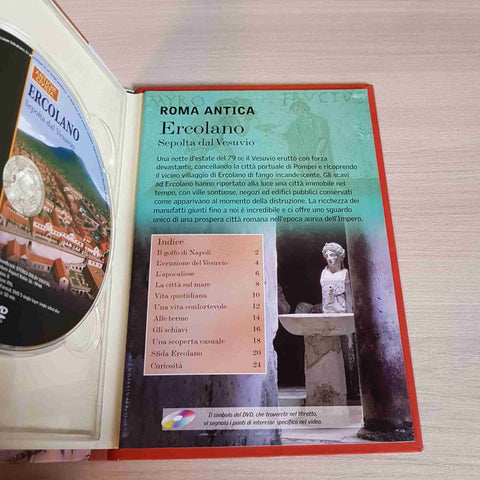 ERCOLANO
Sepolta dal Vesuvio
ROMA ANTICA
Ercolano
Sepolta dal Vesuvio
Una notte d'estate del 79 DC il Vesuvio eruttò con forza
devastante, cancellando la città portuale di Pompei e ricoprendo
il vicino villaggio di Ercolano di fango incandescente. Gli scavi
ad Ercolano hanno riportato alla luce una città immobile nel
tempo, con ville sontuose, negozi ed edifici pubblici conservati
come apparivano al momento della distruzione. La ricchezza dei
manufatti giunti fino a noi è incredibile e ci offre uno sguardo
unico di una prospera città romana nell'epoca aurea dell'Impero.
Indice
Il golfo di Napoli 2
L'eruzione del Vesuvio 4
L'apocalisse 6
La città sul mare 8
Vita quotidiana 10
Una vita confortevole 12
Alle terme 14
Gli schiavi 16
Una scoperta casuale 18
Sfida Ercolano 20
Curiosità 24
Il simbolo del DVD, che troverete nel libretto,
vi segnala i punti di interesse specifico nel video.